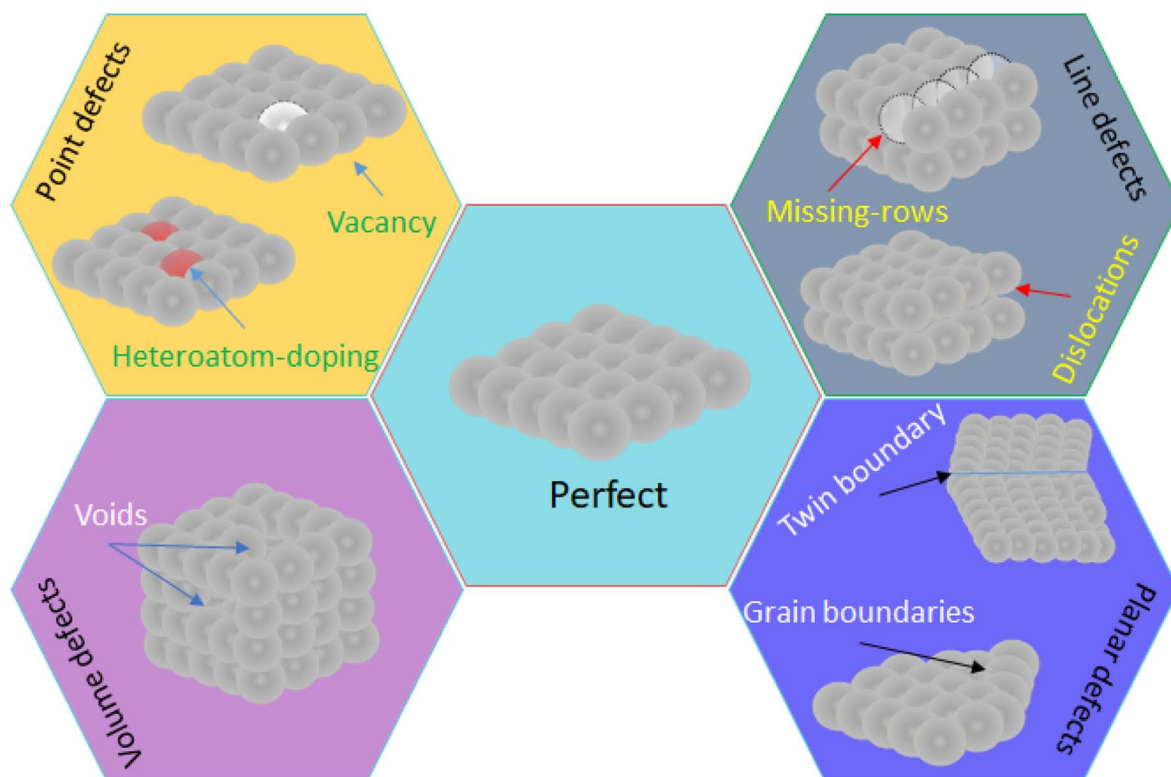 Point defects
Vacancy
Heteroatom-doping
Line defects
Missing-rows
Dislocations
Perfect
Voids
Volume defects
Twin boundary
Grain boundaries
Planar defects